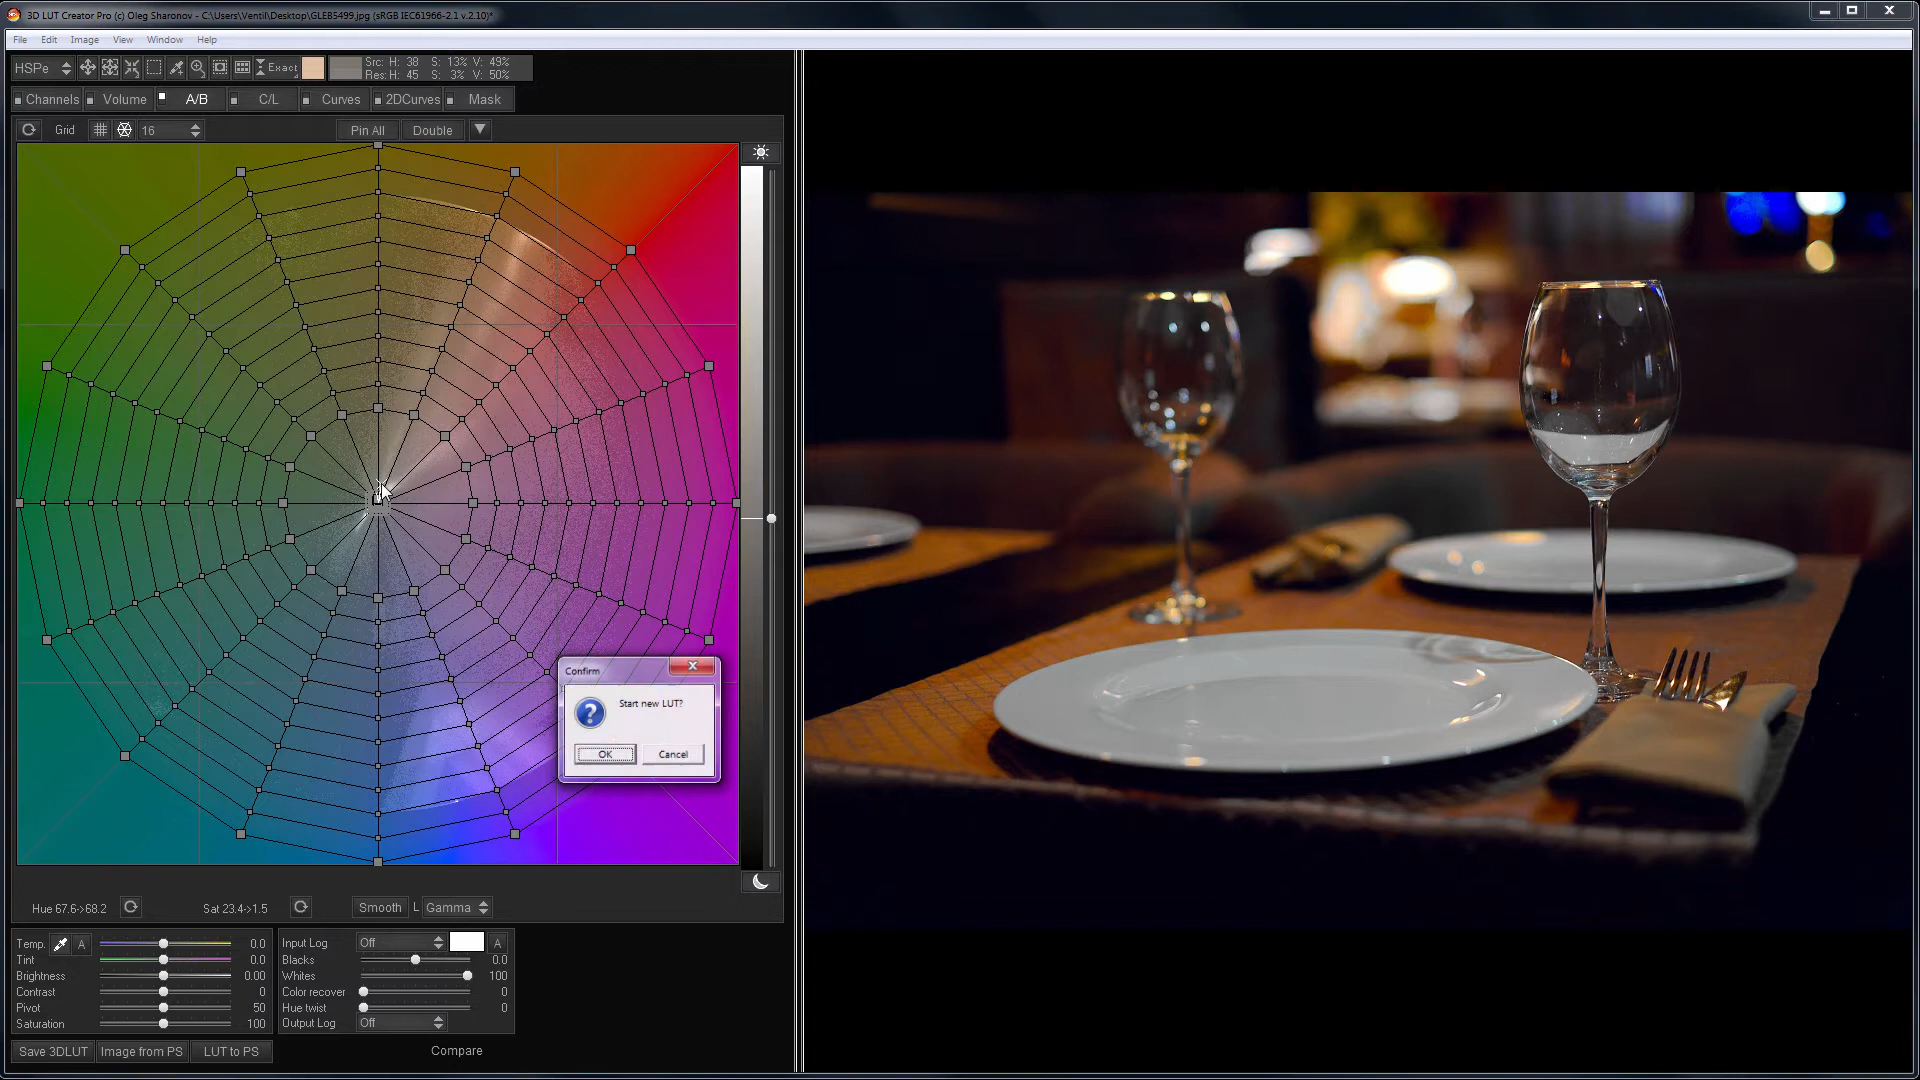 3D LUT Creator Pro (c) Oleg Sharonov - C:\Users\Ventil\Desktop\GLEB5499.jpg (sRGB IEC61966-2.1 v.2.10)*
File Edit Image View Window Help
HSPe Exact Src: H: 38 S: 13% V: 49%
Res: H: 45 S: 3% V: 50%
Channels Volume A/B C/L Curves 2DCurves Mask
Grid 16 Pin All Double
Confirm
Start new LUT?
OK Cancel
Hue 67.6->68.2 Sat 23.4->1.5 Smooth L Gamma
Temp. A 0.0 Input Log Off A
Tint 0.0 Blacks 0.0
Brightness 0.00 Whites 100
Contrast 0 Color recover 0
Pivot 50 Hue twist 0
Saturation 100 Output Log Off
Save 3DLUT Image from PS LUT to PS Compare